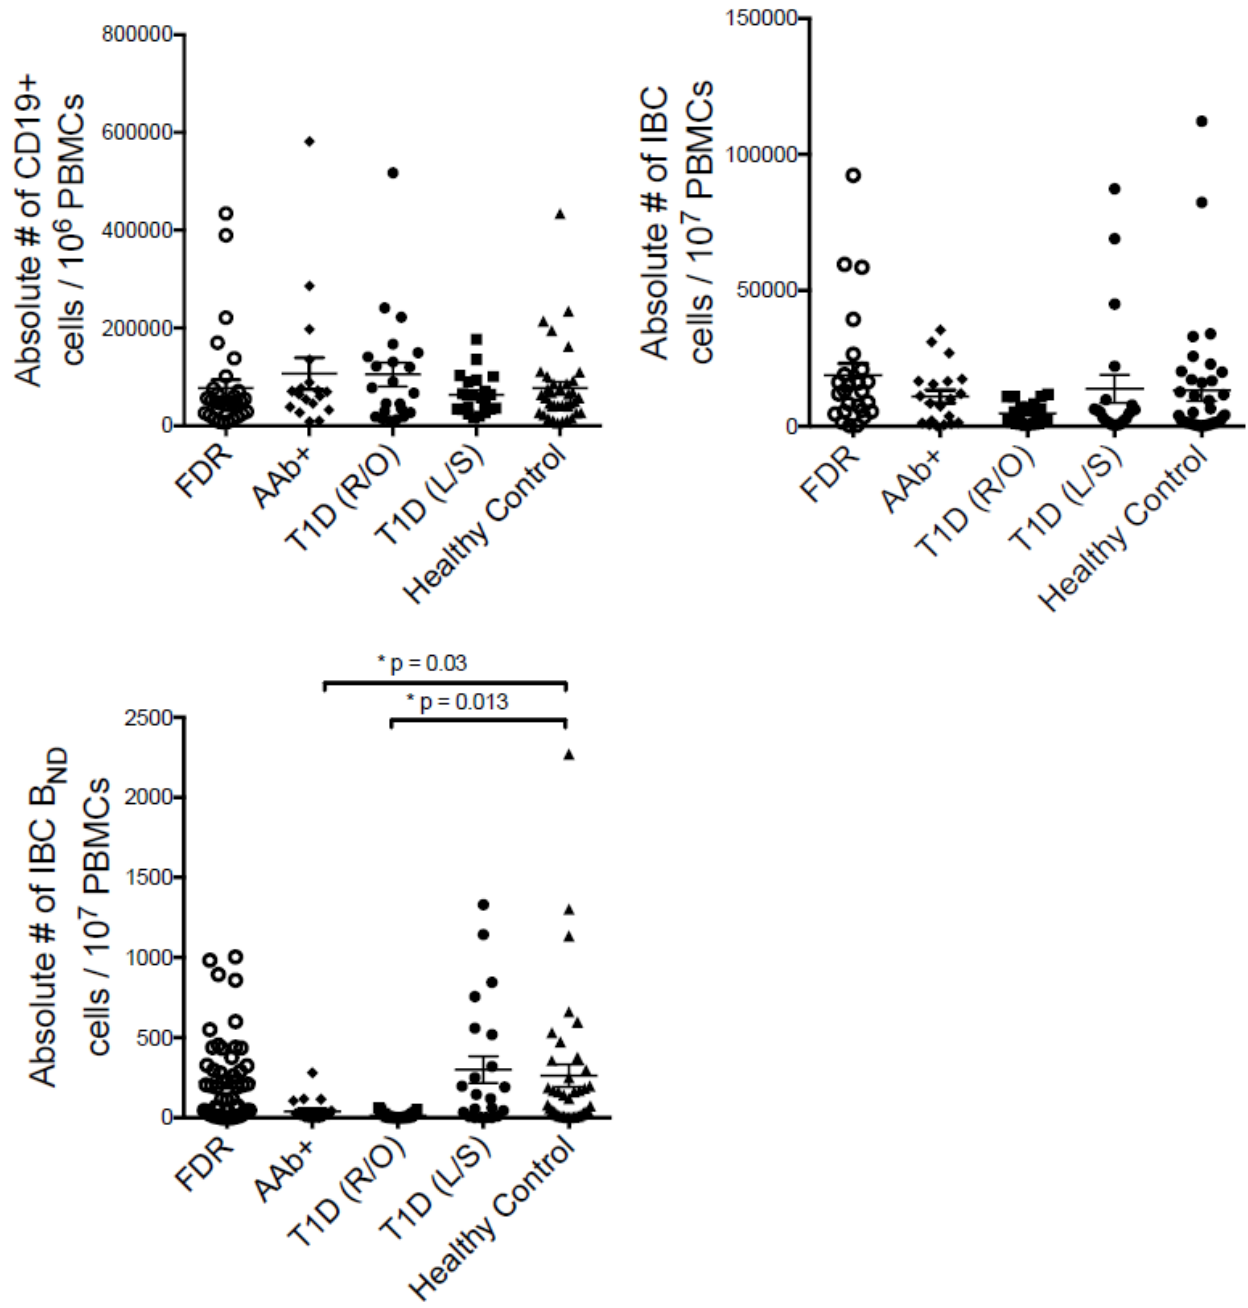 Absolute # of CD19+
cells / 10⁶ PBMCs
800000
600000
400000
200000
0
FDR
AAb+
T1D (R/O)
T1D (L/S)
Healthy Control
Absolute # of IBC
cells / 10⁷ PBMCs
150000
100000
50000
0
FDR
AAb+
T1D (R/O)
T1D (L/S)
Healthy Control
* p = 0.03
* p = 0.013
Absolute # of IBC B_ND
cells / 10⁷ PBMCs
2500
2000
1500
1000
500
0
FDR
AAb+
T1D (R/O)
T1D (L/S)
Healthy Control